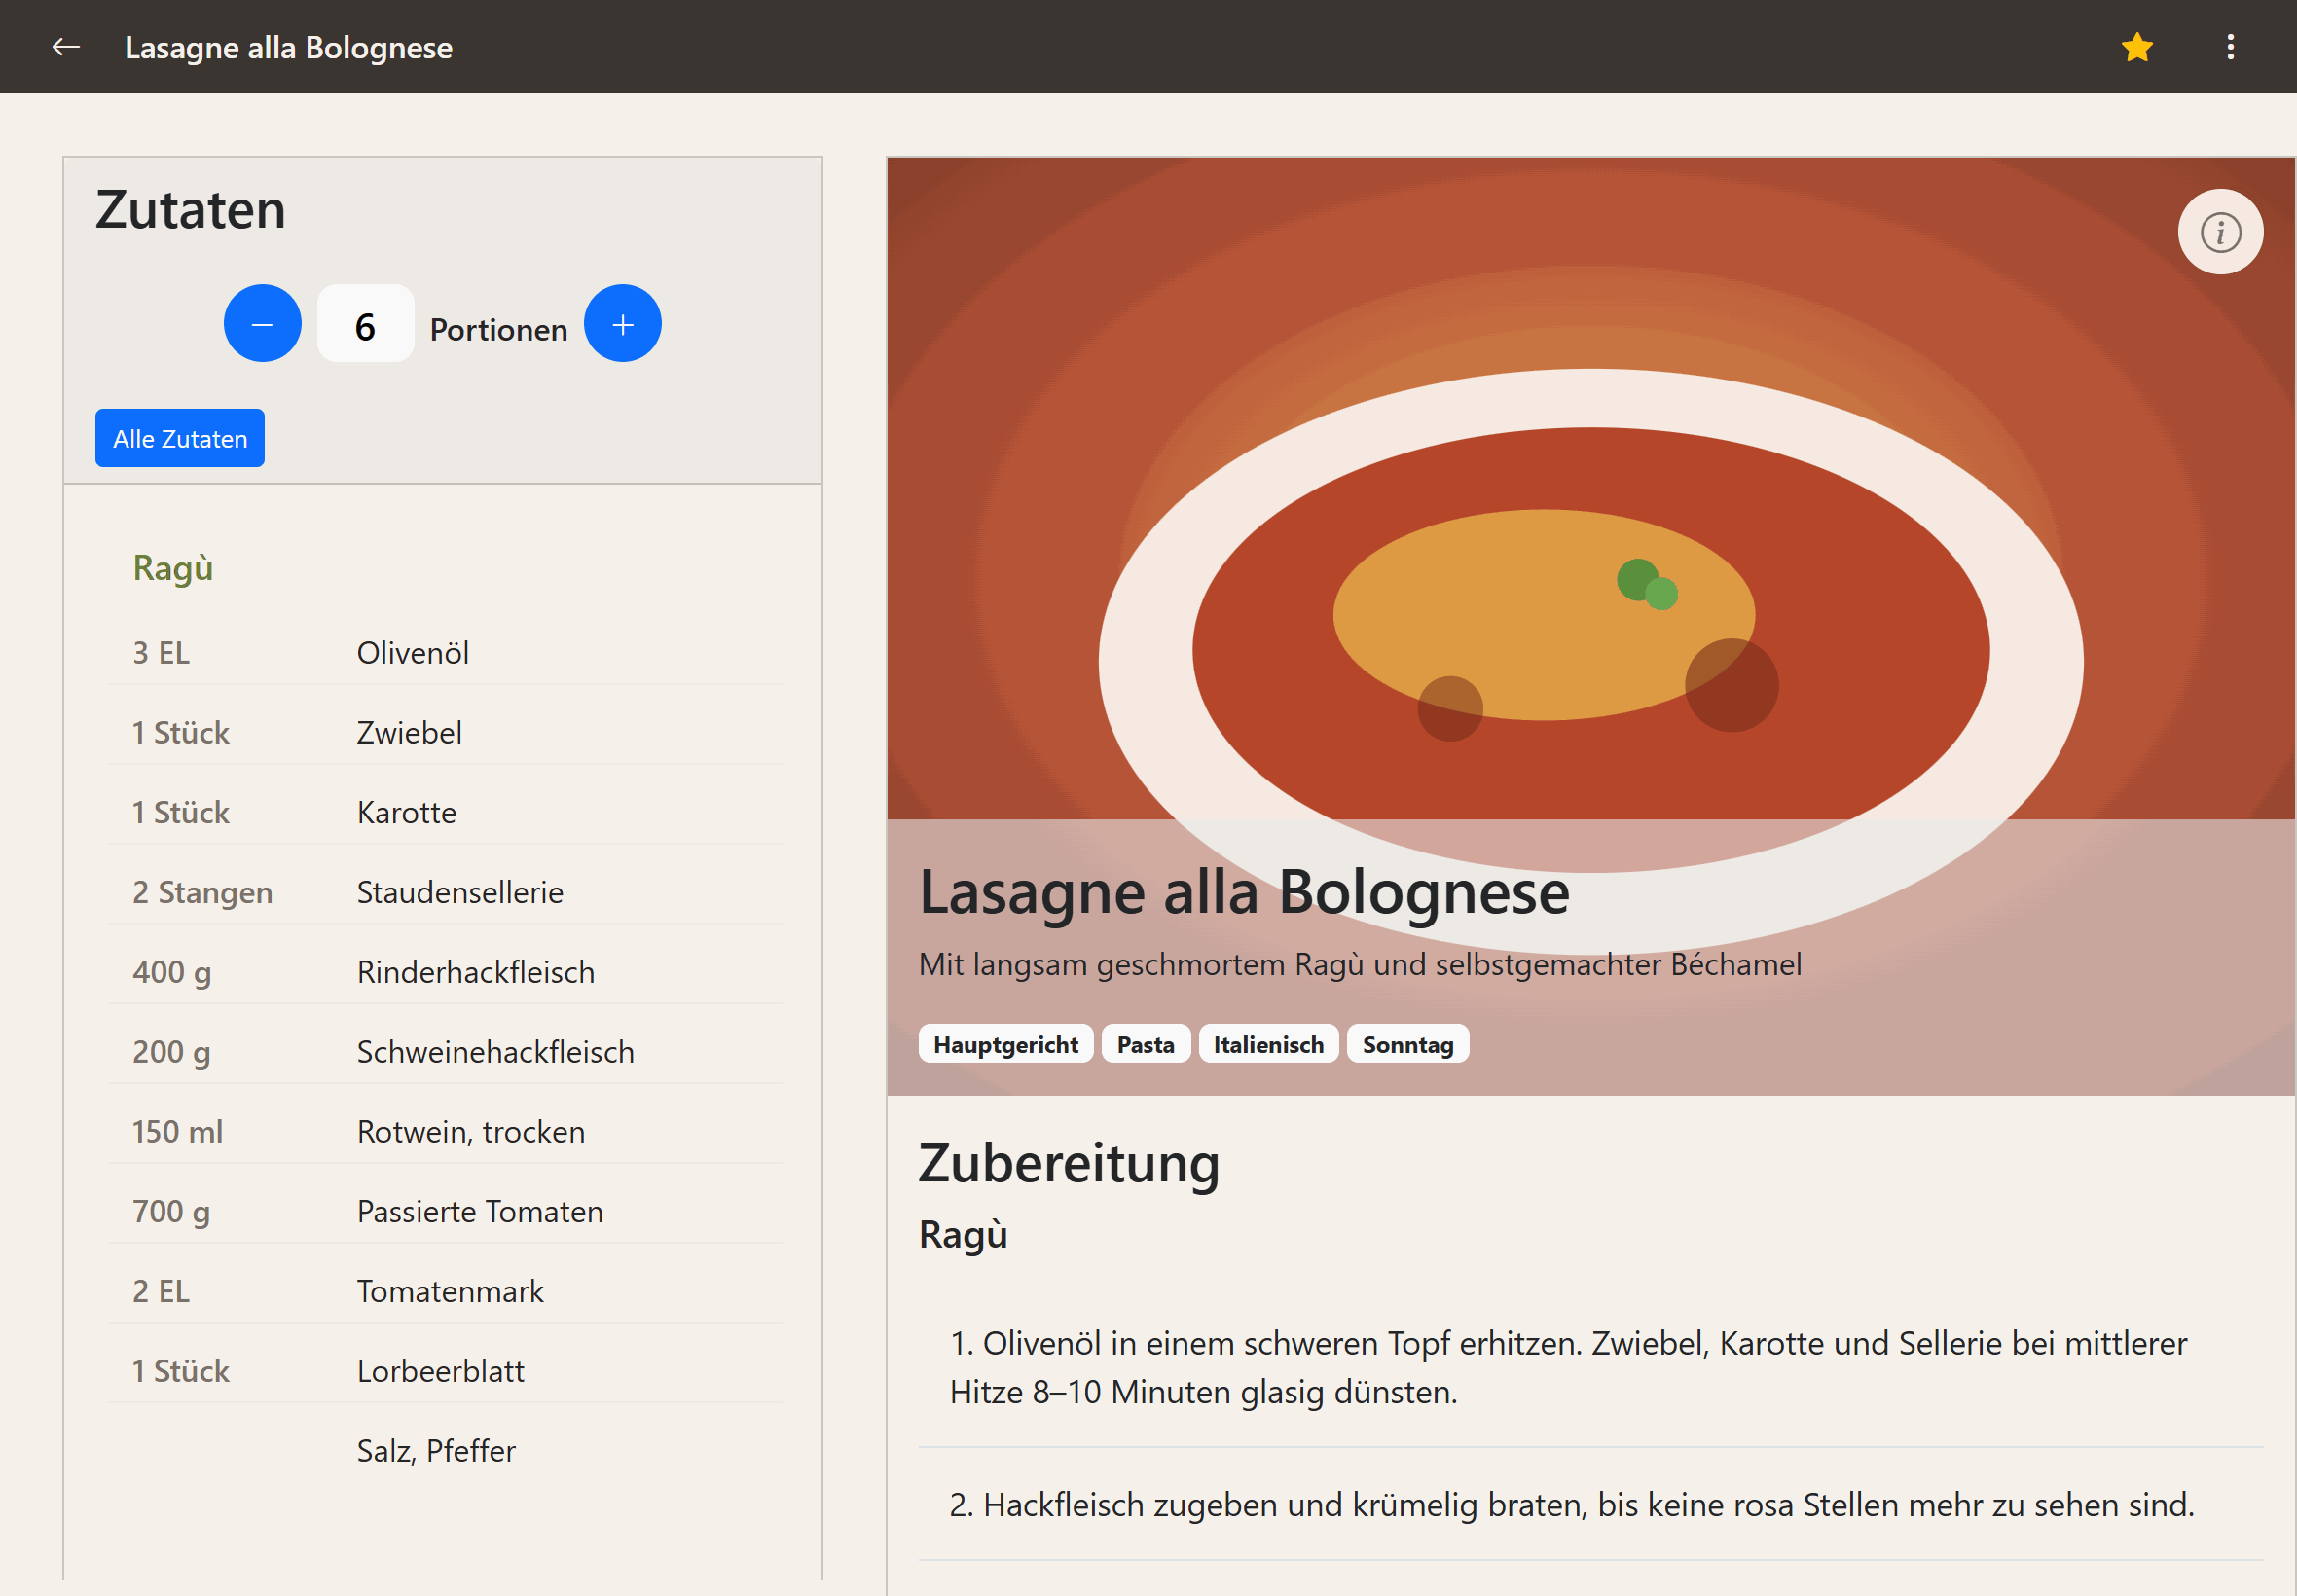 Lasagne alla Bolognese
Zutaten
6 Portionen
Alle Zutaten
Ragù
3 EL Olivenöl
1 Stück Zwiebel
1 Stück Karotte
2 Stangen Staudensellerie
400 g Rinderhackfleisch
200 g Schweinehackfleisch
150 ml Rotwein, trocken
700 g Passierte Tomaten
2 EL Tomatenmark
1 Stück Lorbeerblatt
Salz, Pfeffer
Lasagne alla Bolognese
Mit langsam geschmortem Ragù und selbstgemachter Béchamel
Hauptgericht Pasta Italienisch Sonntag
Zubereitung
Ragù
1. Olivenöl in einem schweren Topf erhitzen. Zwiebel, Karotte und Sellerie bei mittlerer
Hitze 8–10 Minuten glasig dünsten.
2. Hackfleisch zugeben und krümelig braten, bis keine rosa Stellen mehr zu sehen sind.